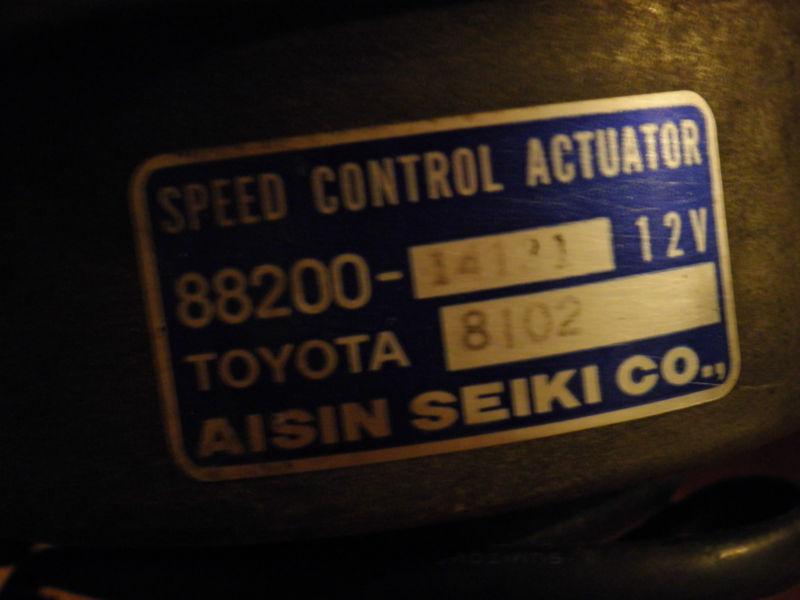 SPEED CONTROL ACTUATOR
88200- 12V
TOYOTA 8102
AISIN SEIKI CO.,